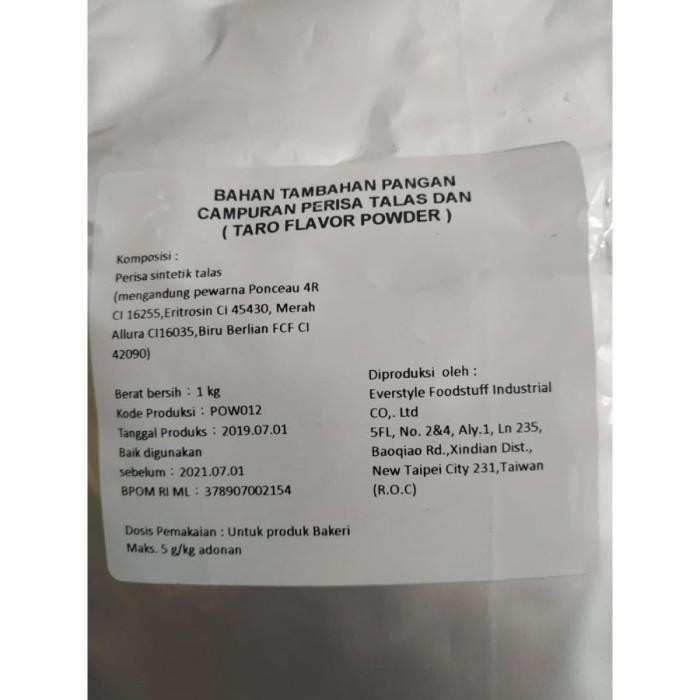 BAHAN TAMBAHAN PANGAN
CAMPURAN PERISA TALAS DAN
( TARO FLAVOR POWDER )
Komposisi :
Perisa sintetik talas
(mengandung pewarna Ponceau 4R
CI 16255,Eritrosin CI 45430, Merah
Allura CI16035,Biru Berlian FCF CI
42090)
Berat bersih : 1 kg
Kode Produksi : POW012
Tanggal Produks : 2019.07.01
Baik digunakan
sebelum : 2021.07.01
BPOM RI ML : 378907002154
Diproduksi oleh :
Everstyle Foodstuff Industrial
CO,. Ltd
5FL, No. 2&4, Aly.1, Ln 235,
Baoqiao Rd.,Xindian Dist.,
New Taipei City 231,Taiwan
(R.O.C)
Dosis Pemakaian : Untuk produk Bakeri
Maks. 5 g/kg adonan